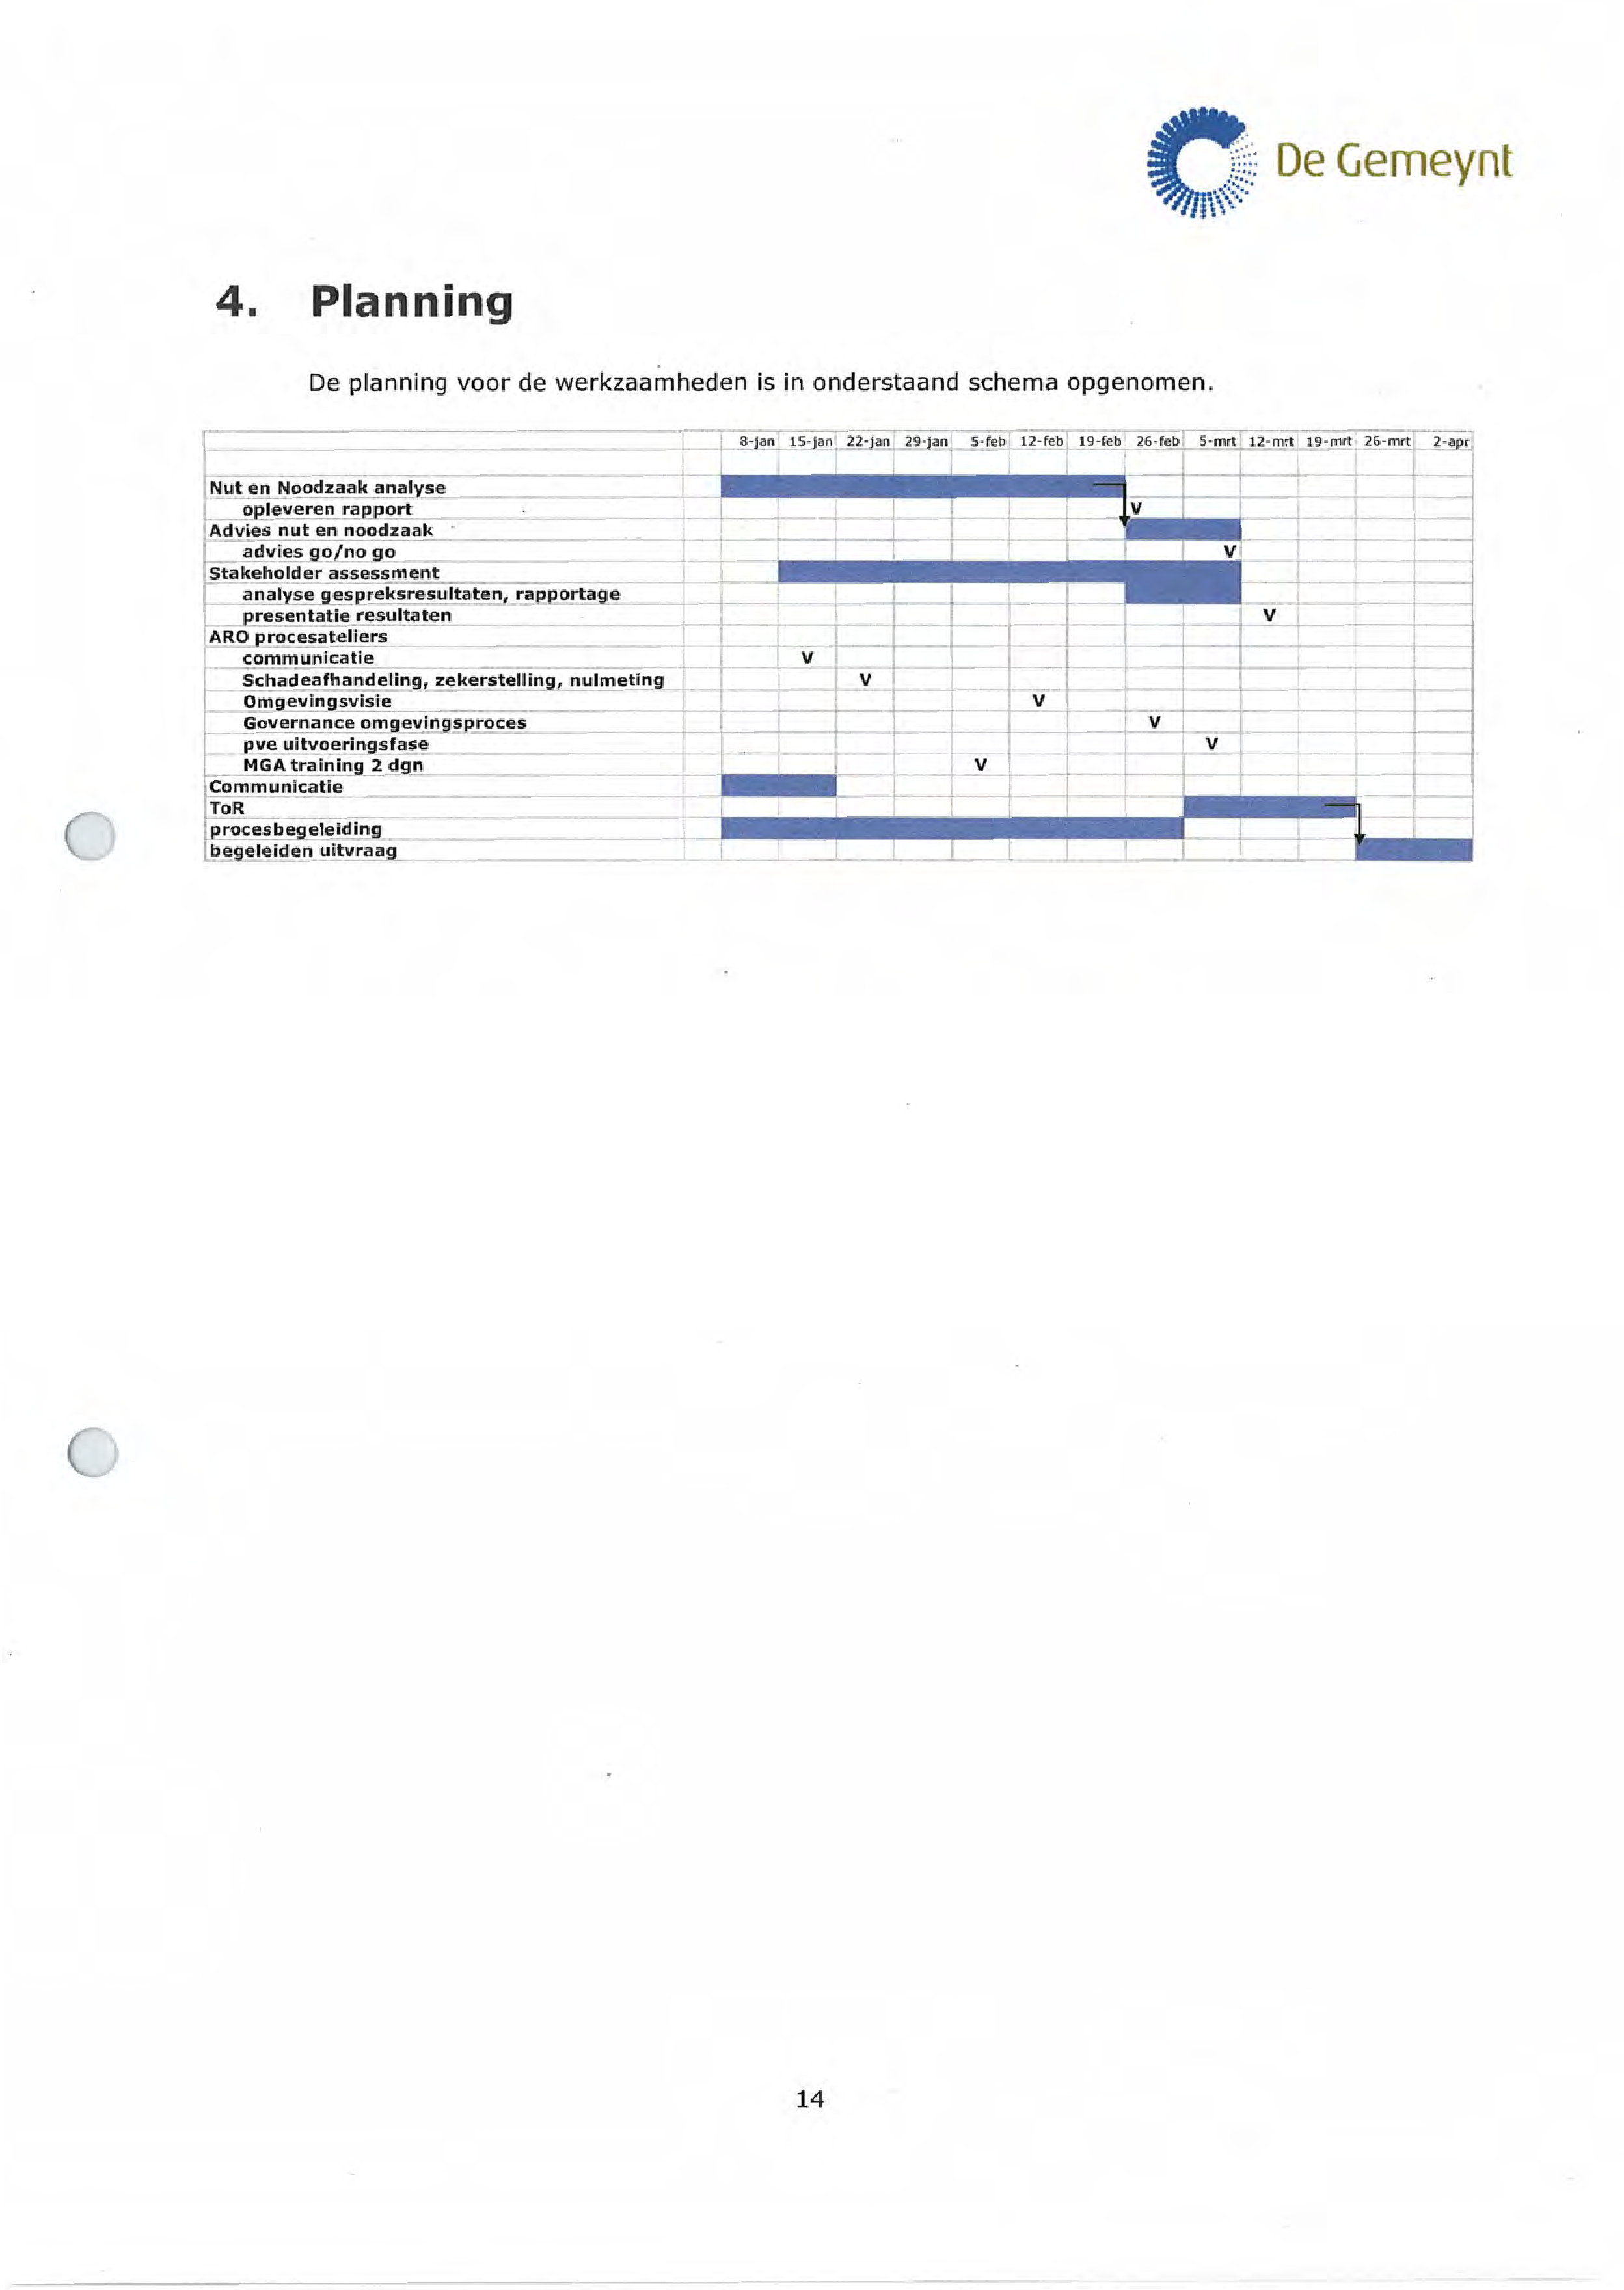 De Gemeynt
4. Planning
De planning voor de werkzaamheden is in onderstaand schema opgenomen.
8-jan 15-jan 22-jan 29-jan 5-feb 12-feb 19-feb 26-feb 5-mrt 12-mrt 19-mrt 26-mrt 2-apr
Nut en Noodzaak analyse
opleveren rapport V
Advies nut en noodzaak
advies go/no go V
Stakeholder assessment
analyse gespreksresultaten, rapportage
presentatie resultaten V
ARO procesateliers
communicatie V
Schadeafhandeling, zekerstelling, nulmeting V
Omgevingsvisie V
Governance omgevingsproces V
pve uitvoeringsfase V
MGA training 2 dgn V
Communicatie
ToR
procesbegeleiding
begeleiden uitvraag
14